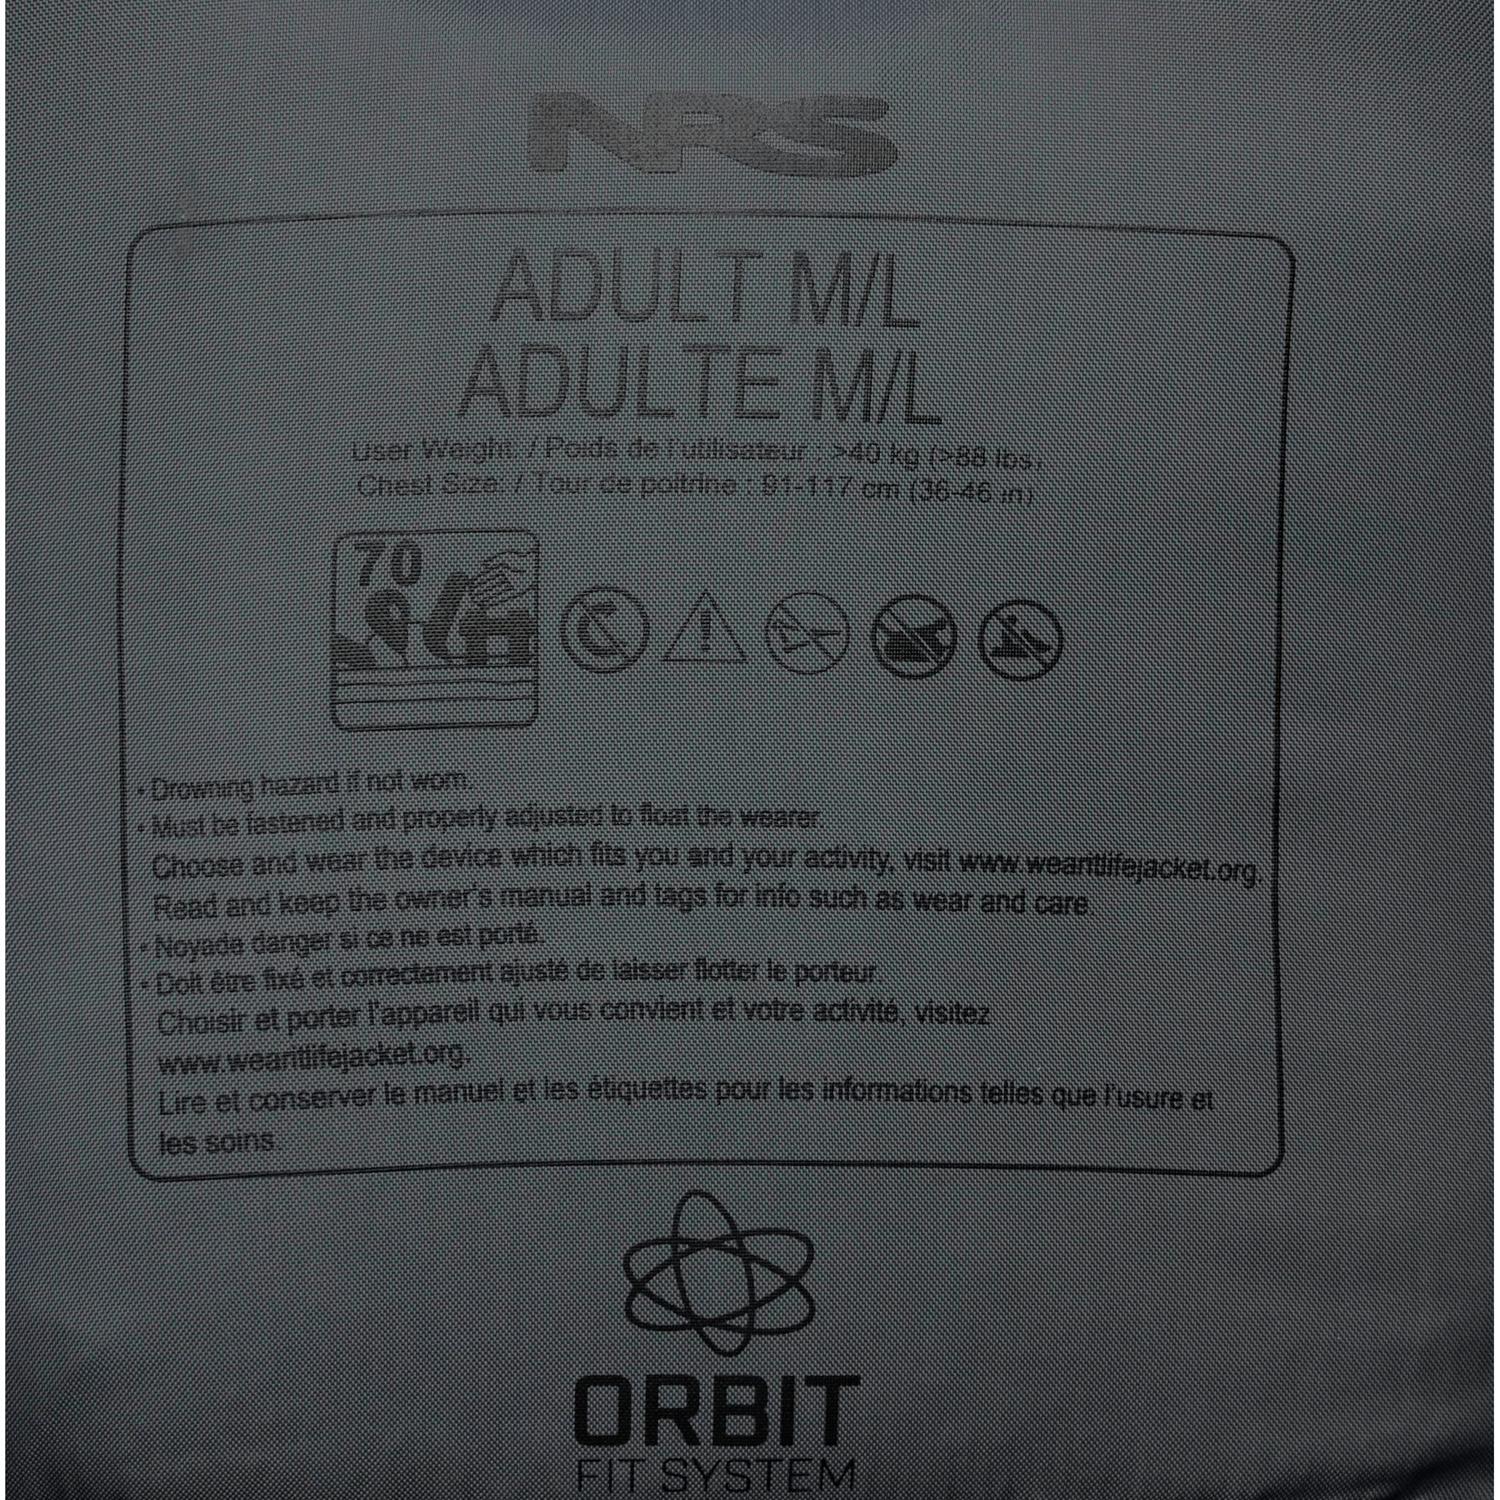 NRS
ADULT M/L
ADULTE M/L
User Weight: / Poids de l'utilisateur : >40 kg (>88 lbs)
Chest Size: / Tour de poitrine : 91-117 cm (36-46 in)
70
• Drowning hazard if not worn.
• Must be fastened and properly adjusted to float the wearer.
Choose and wear the device which fits you and your activity, visit www.wearitlifejacket.org.
Read and keep the owner's manual and tags for info such as wear and care.
• Noyade danger si ce ne est porté.
• Doit être fixé et correctement ajusté de laisser flotter le porteur.
Choisir et porter l'appareil qui vous convient et votre activité, visitez
www.wearitlifejacket.org.
Lire et conserver le manuel et les étiquettes pour les informations telles que l'usure et
les soins.
ORBIT
FIT SYSTEM